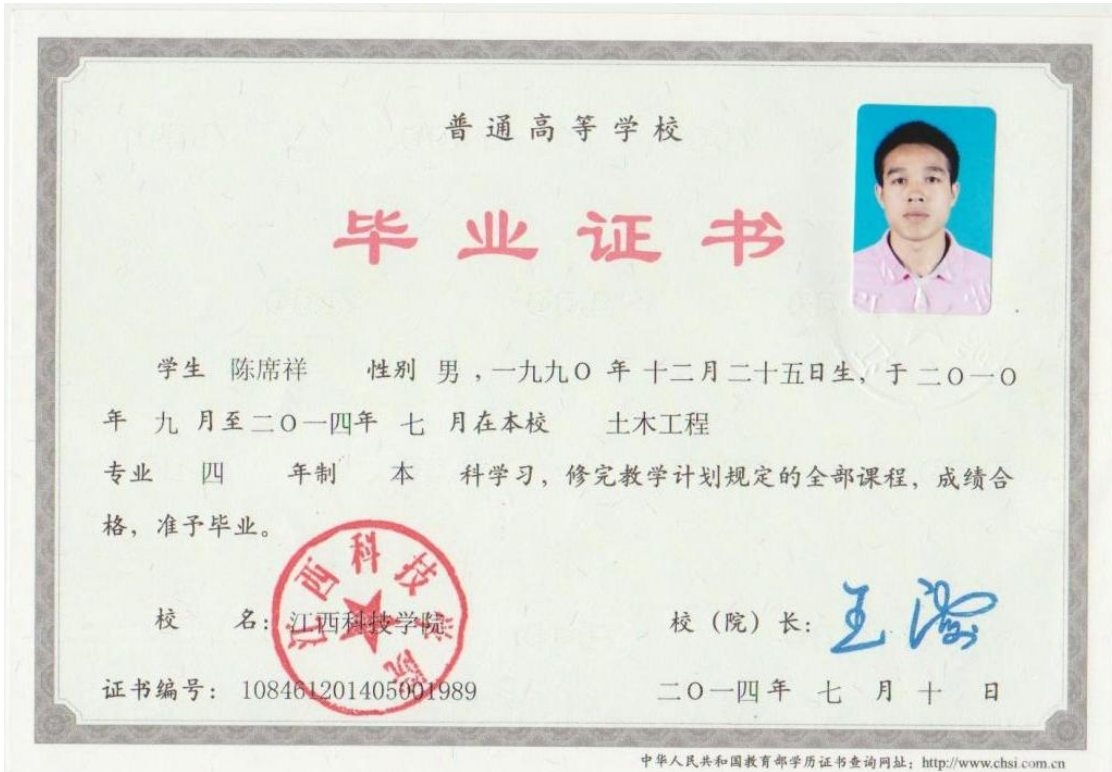 普通高等学校
毕业证书
学生 陈席祥 性别 男，一九九〇年 十二月二十五日生，于 二〇一〇
年 九 月至二〇一四年 七 月在本校 土木工程
专业 四 年制 本 科学习，修完教学计划规定的全部课程，成绩合
格，准予毕业。
江西科技学院
校 名：江西科技学院 校（院）长：
证书编号：108461201405001989 二〇一四年 七 月 十 日
中华人民共和国教育部学历证书查询网址：http://www.chsi.com.cn